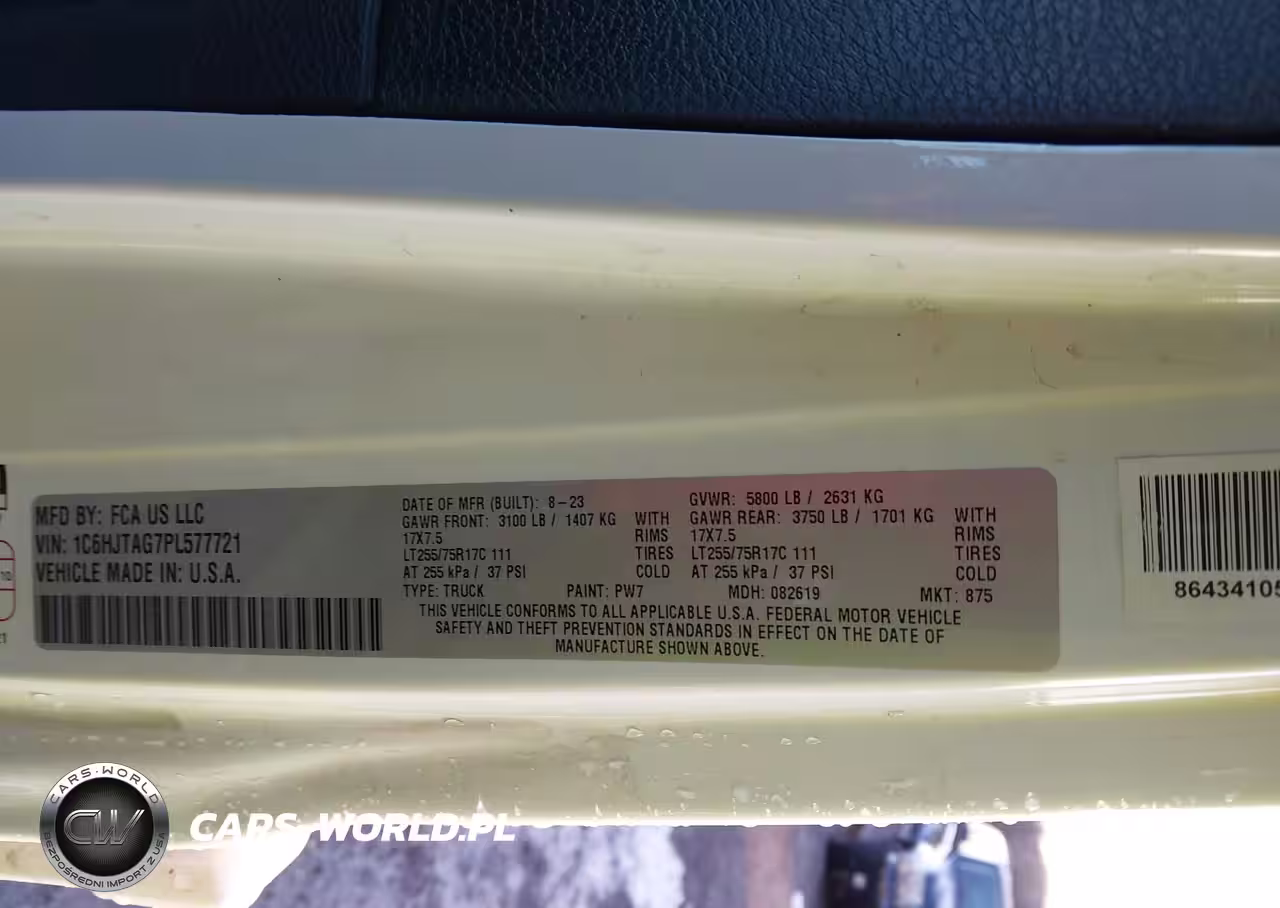 MFD BY: FCA US LLC
VIN: 1C6HJTAG7PL577721
VEHICLE MADE IN: U.S.A.
DATE OF MFR (BUILT): 8-23 GVWR: 5800 LB / 2631 KG
GAWR FRONT: 3100 LB / 1407 KG WITH GAWR REAR: 3750 LB / 1701 KG WITH
17X7.5 RIMS 17X7.5 RIMS
LT255/75R17C 111 TIRES LT255/75R17C 111 TIRES
AT 255 kPa / 37 PSI COLD AT 255 kPa / 37 PSI COLD
TYPE: TRUCK PAINT: PW7 MDH: 082619 MKT: 875
THIS VEHICLE CONFORMS TO ALL APPLICABLE U.S.A. FEDERAL MOTOR VEHICLE
SAFETY AND THEFT PREVENTION STANDARDS IN EFFECT ON THE DATE OF
MANUFACTURE SHOWN ABOVE.
8643410
CARS-WORLD
CW
BEZPOŚREDNI IMPORT Z USA
CARS-WORLD.PL